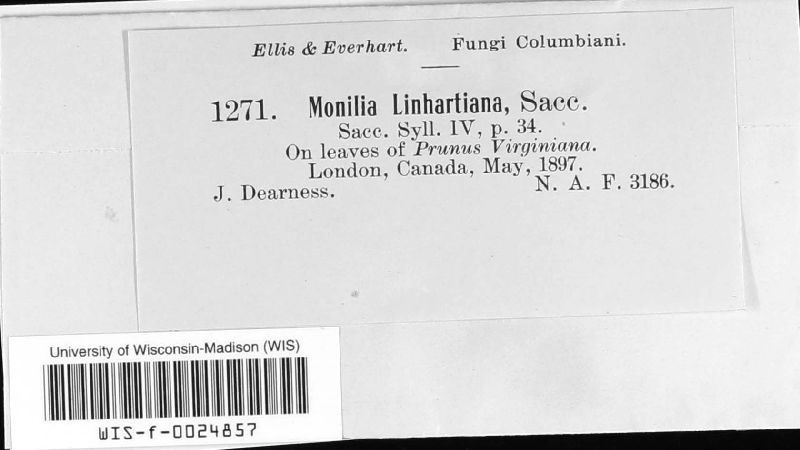 Ellis & Everhart. Fungi Columbiani.
1271. Monilia Linhartiana, Sacc.
Sacc. Syll. IV, p. 34.
On leaves of Prunus Virginiana.
London, Canada, May, 1897.
J. Dearness. N. A. F. 3186.
University of Wisconsin-Madison (WIS)
WIS-f-0024857